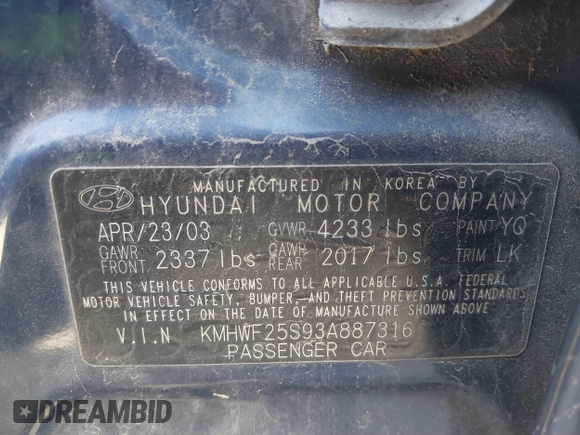 MANUFACTURED IN KOREA BY
HYUNDAI MOTOR COMPANY
APR/23/03 GVWR 4233 lbs PAINT YQ
GAWR FRONT 2337 lbs GAWR REAR 2017 lbs TRIM LK
THIS VEHICLE CONFORMS TO ALL APPLICABLE U.S.A. FEDERAL
MOTOR VEHICLE SAFETY, BUMPER, AND THEFT PREVENTION STANDARDS
IN EFFECT ON THE DATE OF MANUFACTURE SHOWN ABOVE
V.I.N KMHWF25S93A887316
PASSENGER CAR
DREAMBID